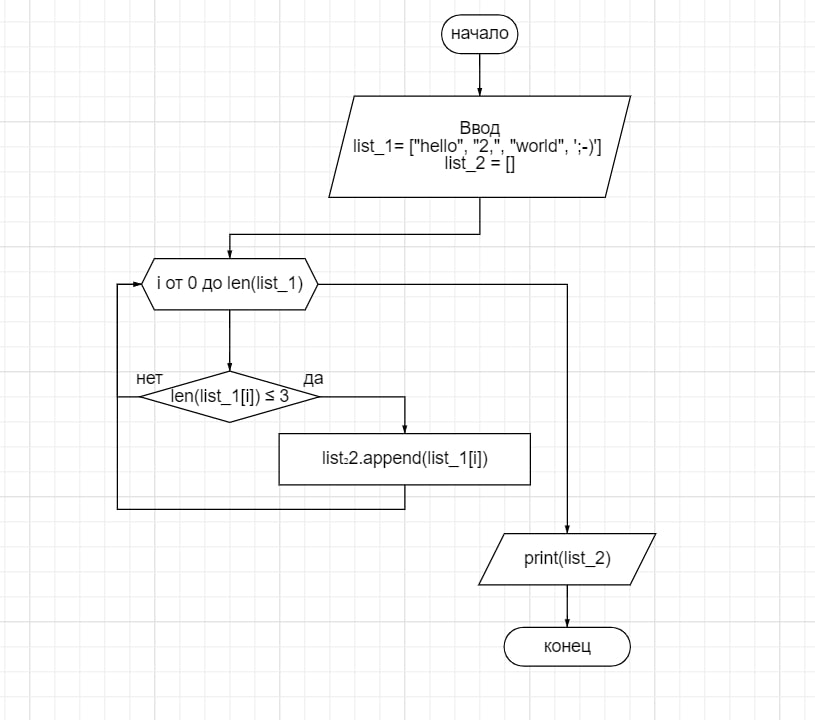 начало
Ввод
list_1= ["hello", "2,", "world", ';-)']
list_2 = []
i от 0 до len(list_1)
нет
да
len(list_1[i]) ≤ 3
list₂2.append(list_1[i])
print(list_2)
конец